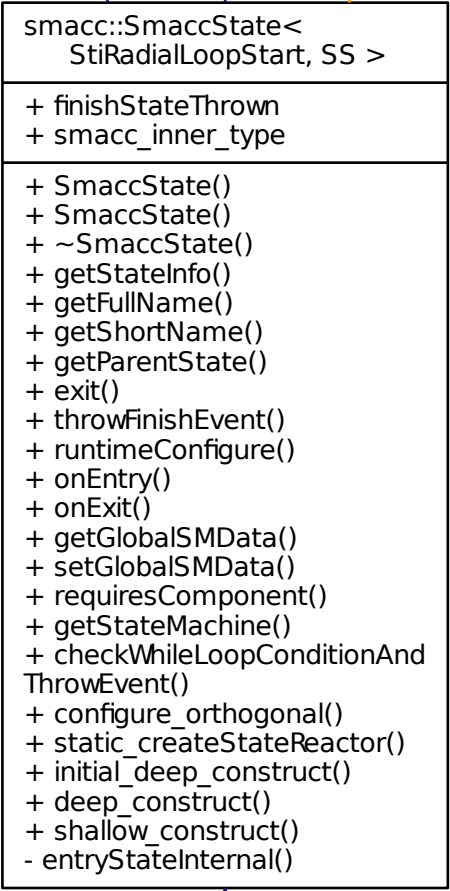 smacc::SmaccState<
StiRadialLoopStart, SS >
+ finishStateThrown
+ smacc_inner_type
+ SmaccState()
+ SmaccState()
+ ~SmaccState()
+ getStateInfo()
+ getFullName()
+ getShortName()
+ getParentState()
+ exit()
+ throwFinishEvent()
+ runtimeConfigure()
+ onEntry()
+ onExit()
+ getGlobalSMData()
+ setGlobalSMData()
+ requiresComponent()
+ getStateMachine()
+ checkWhileLoopConditionAnd
ThrowEvent()
+ configure_orthogonal()
+ static_createStateReactor()
+ initial_deep_construct()
+ deep_construct()
+ shallow_construct()
- entryStateInternal()